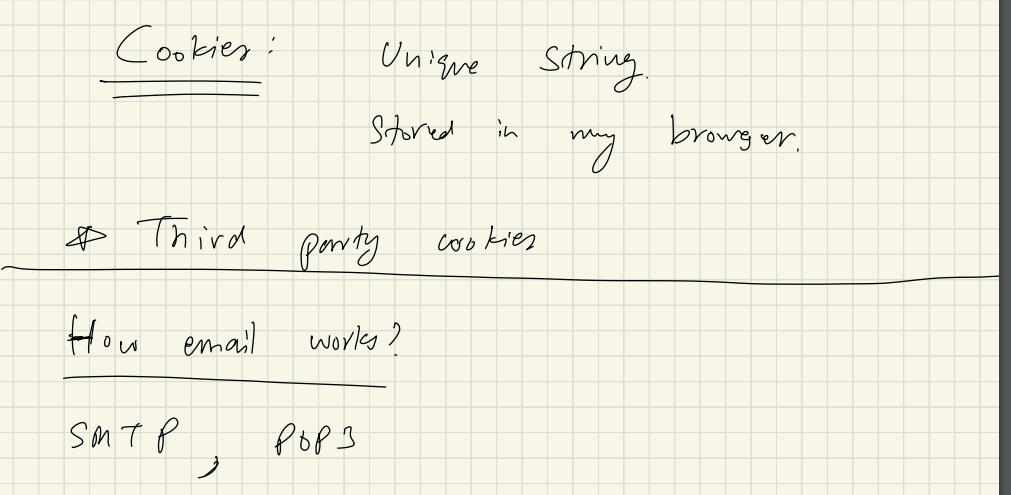 Cookies: Unique String.
Stored in my browser.
☆ Third party cookies
How email works?
SMTP, POP3